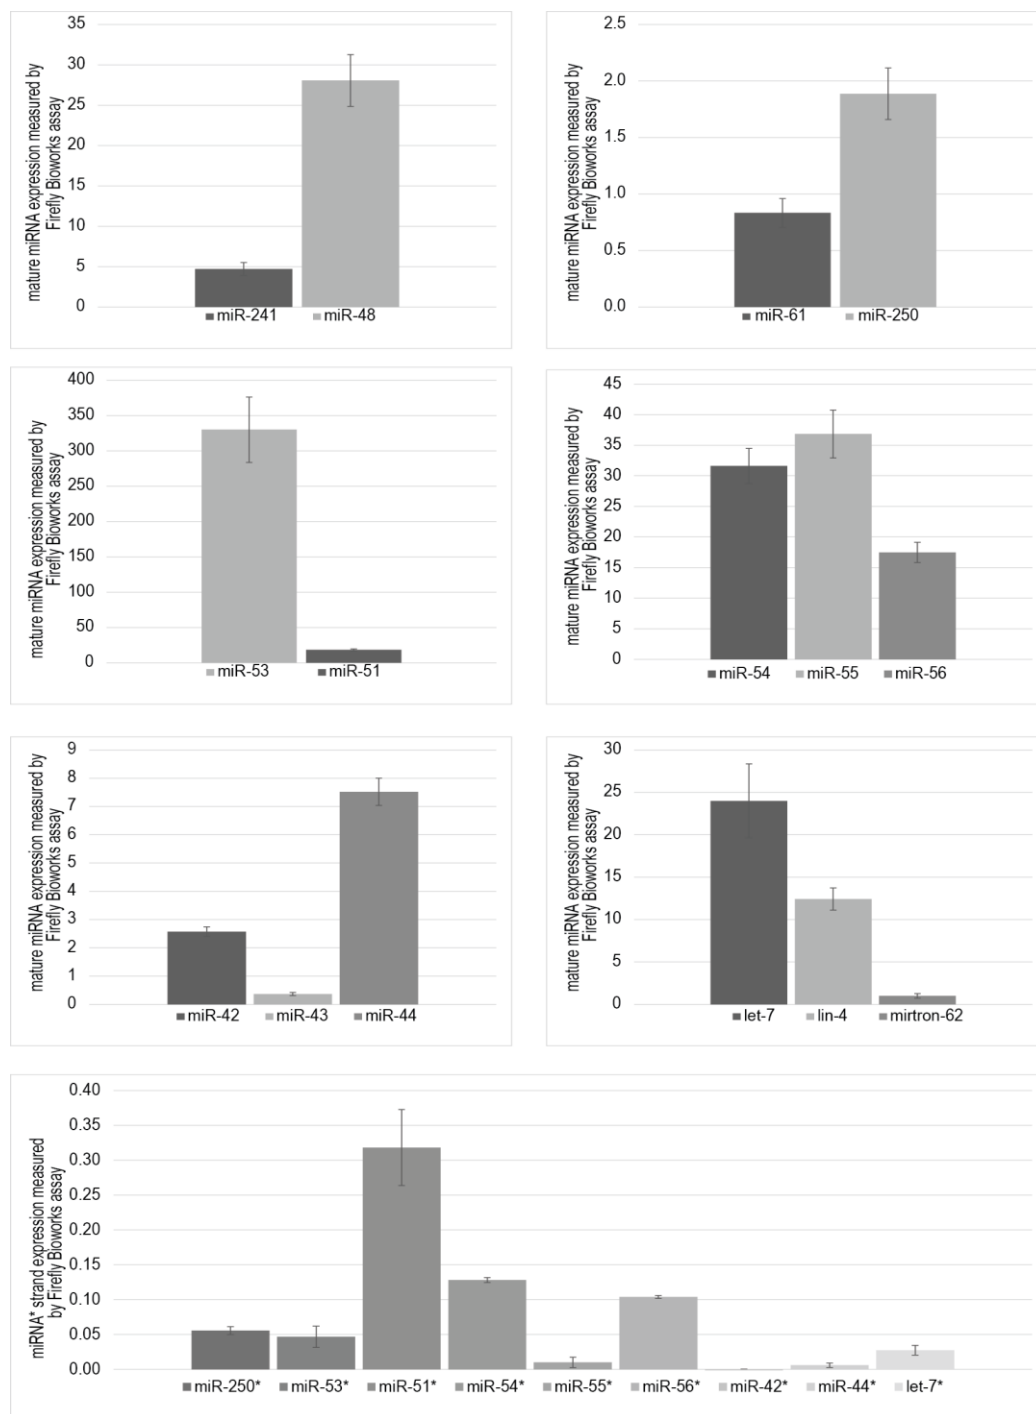 mature miRNA expression measured by
Firefly Bioworks assay
35
30
25
20
15
10
5
0
miR-241 miR-48
mature miRNA expression measured by
Firefly Bioworks assay
2.5
2.0
1.5
1.0
0.5
0.0
miR-61 miR-250
mature miRNA expression measured by
Firefly Bioworks assay
400
350
300
250
200
150
100
50
0
miR-53 miR-51
mature miRNA expression measured by
Firefly Bioworks assay
45
40
35
30
25
20
15
10
5
0
miR-54 miR-55 miR-56
mature miRNA expression measured by
Firefly Bioworks assay
9
8
7
6
5
4
3
2
1
0
miR-42 miR-43 miR-44
mature miRNA expression measured by
Firefly Bioworks assay
30
25
20
15
10
5
0
let-7 lin-4 mirtron-62
miRNA* strand expression measured
by Firefly Bioworks assay
0.40
0.35
0.30
0.25
0.20
0.15
0.10
0.05
0.00
miR-250* miR-53* miR-51* miR-54* miR-55* miR-56* miR-42* miR-44* let-7*